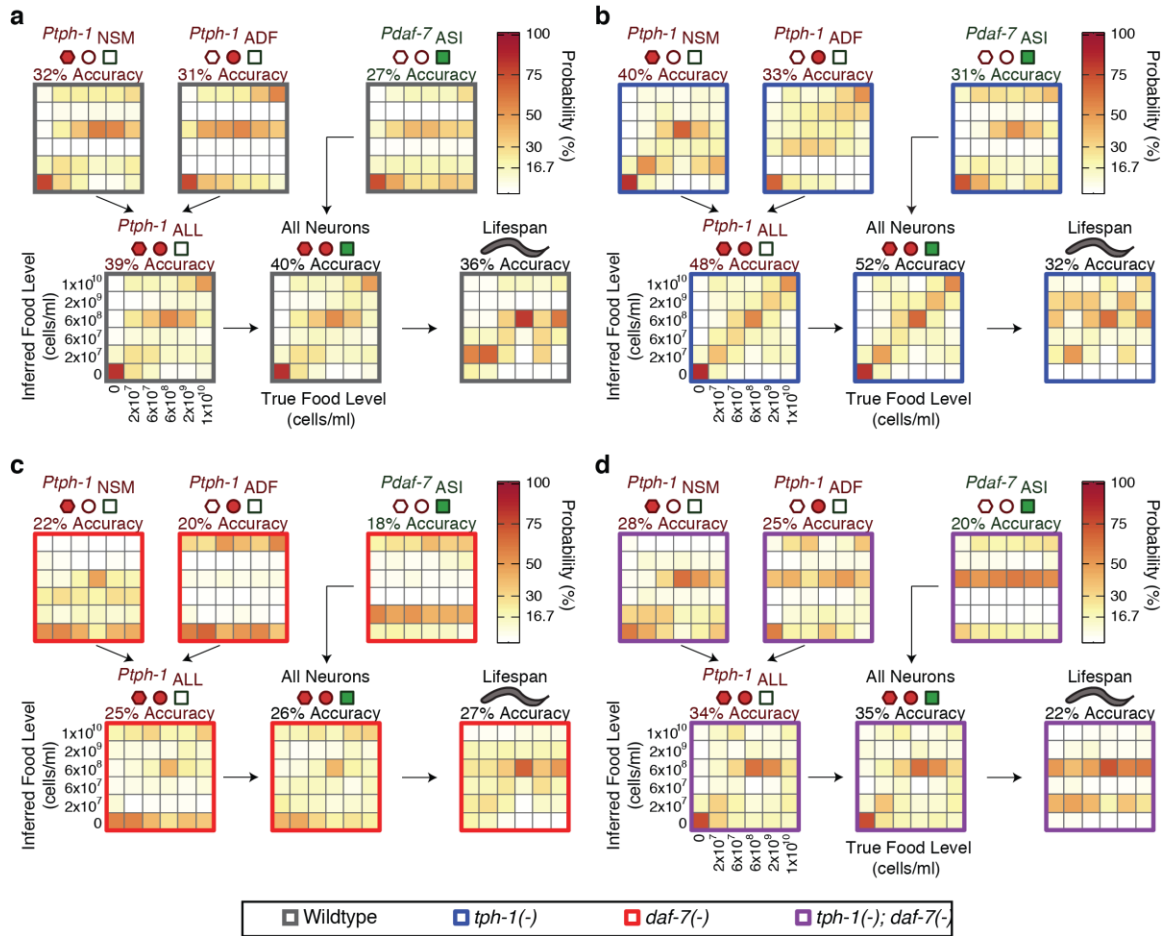 a
Ptph-1 NSM
32% Accuracy
Ptph-1 ADF
31% Accuracy
Pdaf-7 ASI
27% Accuracy
100
75
50
30
16.7
Probability (%)
Ptph-1 ALL
39% Accuracy
All Neurons
40% Accuracy
Lifespan
36% Accuracy
Inferred Food Level
(cells/ml)
1x10^10
2x10^9
6x10^8
6x10^7
2x10^7
0
0
2x10^7
6x10^7
6x10^8
2x10^9
1x10^10
True Food Level
(cells/ml)
b
Ptph-1 NSM
40% Accuracy
Ptph-1 ADF
33% Accuracy
Pdaf-7 ASI
31% Accuracy
100
75
50
30
16.7
Probability (%)
Ptph-1 ALL
48% Accuracy
All Neurons
52% Accuracy
Lifespan
32% Accuracy
Inferred Food Level
(cells/ml)
1x10^10
2x10^9
6x10^8
6x10^7
2x10^7
0
0
2x10^7
6x10^7
6x10^8
2x10^9
1x10^10
True Food Level
(cells/ml)
c
Ptph-1 NSM
22% Accuracy
Ptph-1 ADF
20% Accuracy
Pdaf-7 ASI
18% Accuracy
100
75
50
30
16.7
Probability (%)
Ptph-1 ALL
25% Accuracy
All Neurons
26% Accuracy
Lifespan
27% Accuracy
Inferred Food Level
(cells/ml)
1x10^10
2x10^9
6x10^8
6x10^7
2x10^7
0
d
Ptph-1 NSM
28% Accuracy
Ptph-1 ADF
25% Accuracy
Pdaf-7 ASI
20% Accuracy
100
75
50
30
16.7
Probability (%)
Ptph-1 ALL
34% Accuracy
All Neurons
35% Accuracy
Lifespan
22% Accuracy
Inferred Food Level
(cells/ml)
1x10^10
2x10^9
6x10^8
6x10^7
2x10^7
0
0
2x10^7
6x10^7
6x10^8
2x10^9
1x10^10
True Food Level
(cells/ml)
Wildtype
tph-1(-)
daf-7(-)
tph-1(-); daf-7(-)